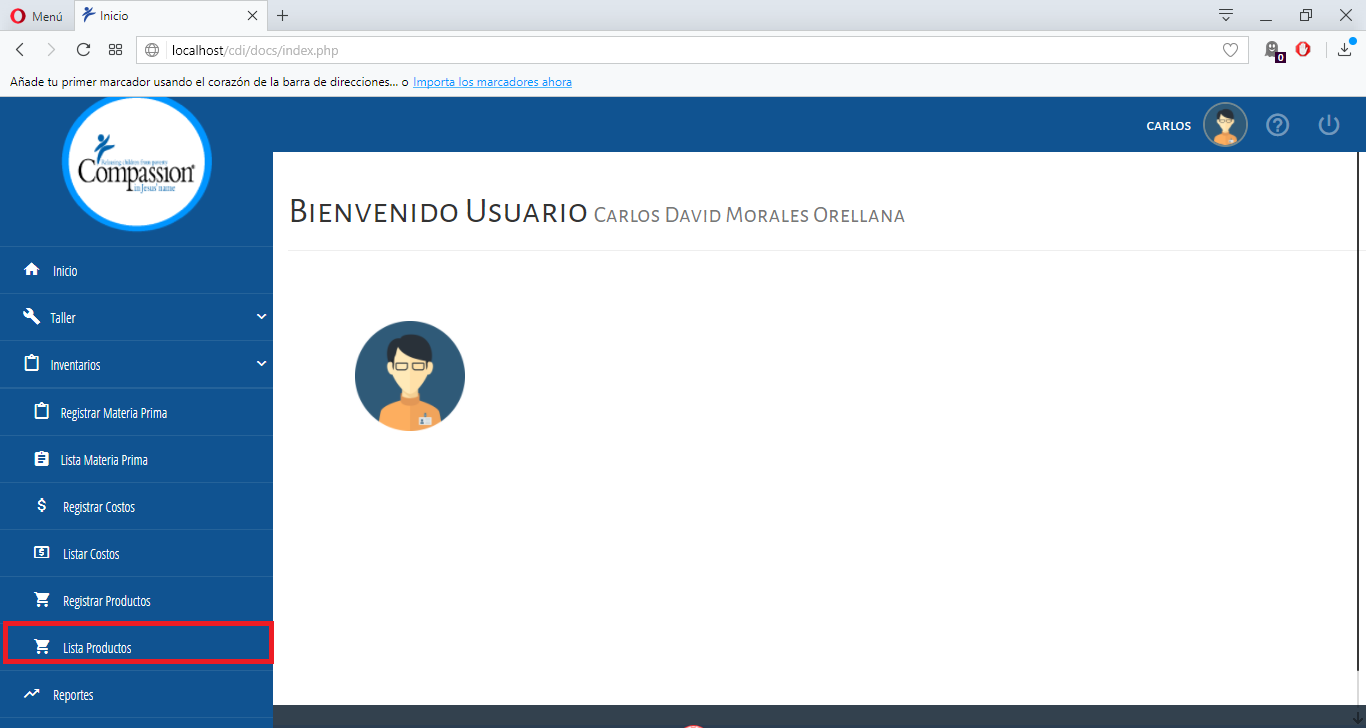 Menú
Inicio
localhost/cdi/docs/index.php
0
Añade tu primer marcador usando el corazón de la barra de direcciones... o Importa los marcadores ahora
Releasing children from poverty
Compassion
in Jesus' name
CARLOS
Bienvenido Usuario Carlos David Morales Orellana
Inicio
Taller
Inventarios
Registrar Materia Prima
Lista Materia Prima
Registrar Costos
Listar Costos
Registrar Productos
Lista Productos
Reportes